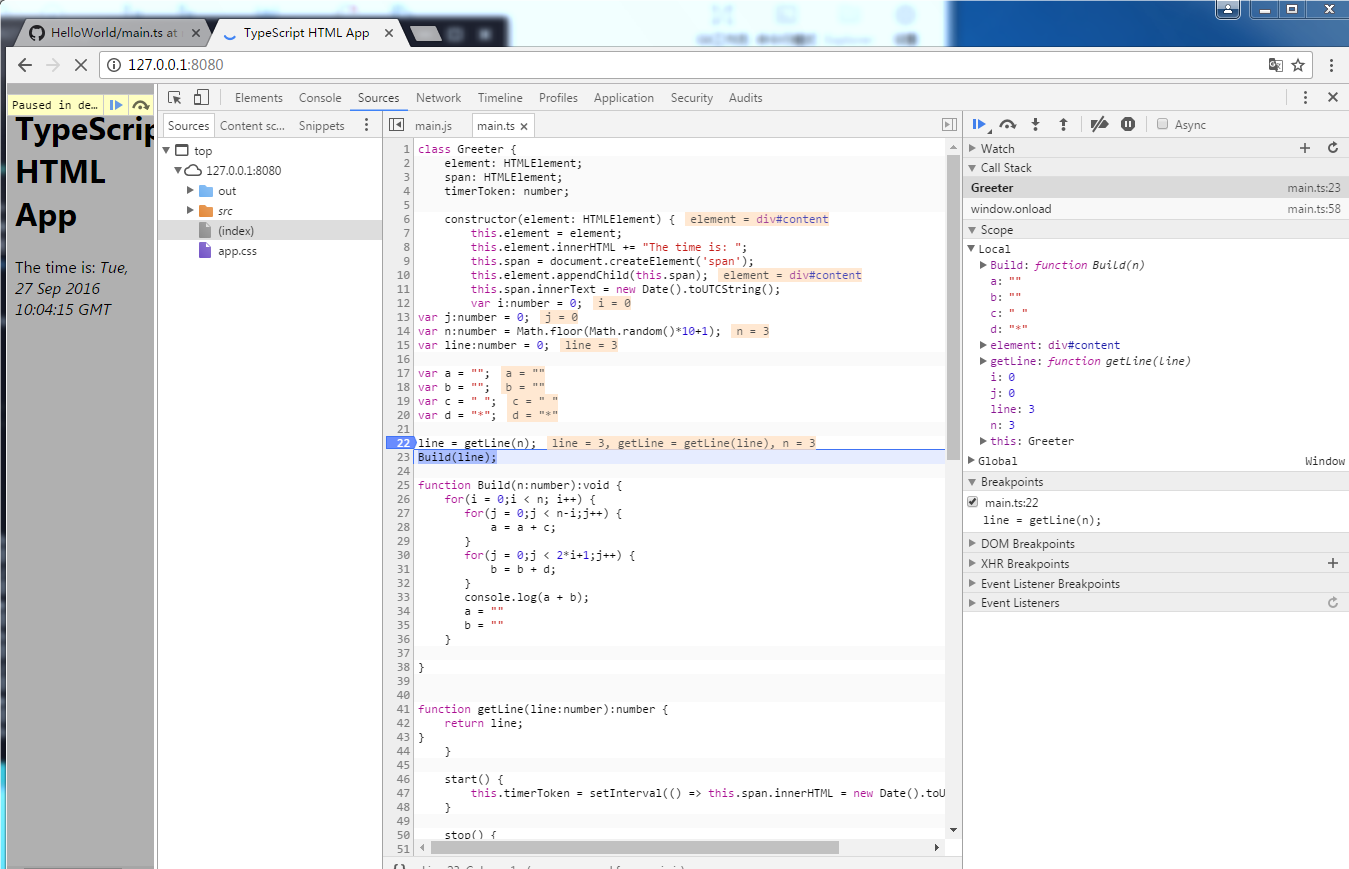 HelloWorld/main.ts at
TypeScript HTML App
127.0.0.1:8080
Paused in de...
TypeScrip
HTML
App
The time is: Tue,
27 Sep 2016
10:04:15 GMT
Elements Console Sources Network Timeline Profiles Application Security Audits
Sources Content sc... Snippets
top
127.0.0.1:8080
out
src
(index)
app.css
main.js main.ts
1 class Greeter {
2 element: HTMLElement;
3 span: HTMLElement;
4 timerToken: number;
5
6 constructor(element: HTMLElement) { element = div#content
7 this.element = element;
8 this.element.innerHTML += "The time is: ";
9 this.span = document.createElement('span');
10 this.element.appendChild(this.span); element = div#content
11 this.span.innerText = new Date().toUTCString();
12 var i:number = 0; i = 0
13 var j:number = 0; j = 0
14 var n:number = Math.floor(Math.random()*10+1); n = 3
15 var line:number = 0; line = 3
16
17 var a = ""; a = ""
18 var b = ""; b = ""
19 var c = " "; c = " "
20 var d = "*"; d = "*"
21
22 line = getLine(n); line = 3, getLine = getLine(line), n = 3
23 Build(line);
24
25 function Build(n:number):void {
26 for(i = 0;i < n; i++) {
27 for(j = 0;j < n-i;j++) {
28 a = a + c;
29 }
30 for(j = 0;j < 2*i+1;j++) {
31 b = b + d;
32 }
33 console.log(a + b);
34 a = ""
35 b = ""
36 }
37
38 }
39
40
41 function getLine(line:number):number {
42 return line;
43 }
44 }
45
46 start() {
47 this.timerToken = setInterval(() => this.span.innerHTML = new Date().toU
48 }
49
50 stop() {
51
Async
Watch
Call Stack
Greeter main.ts:23
window.onload main.ts:58
Scope
Local
Build: function Build(n)
a: ""
b: ""
c: " "
d: "*"
element: div#content
getLine: function getLine(line)
i: 0
j: 0
line: 3
n: 3
this: Greeter
Global Window
Breakpoints
main.ts:22
line = getLine(n);
DOM Breakpoints
XHR Breakpoints
Event Listener Breakpoints
Event Listeners